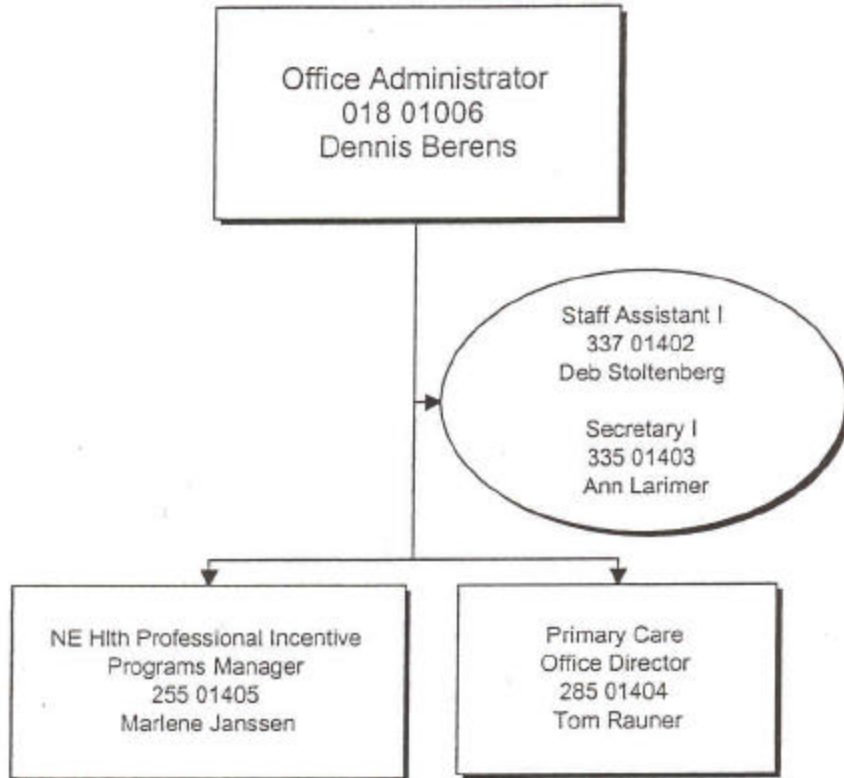 Office Administrator
018 01006
Dennis Berens
Staff Assistant I
337 01402
Deb Stoltenberg
Secretary I
335 01403
Ann Larimer
NE Hlth Professional Incentive
Programs Manager
255 01405
Marlene Janssen
Primary Care
Office Director
285 01404
Tom Rauner